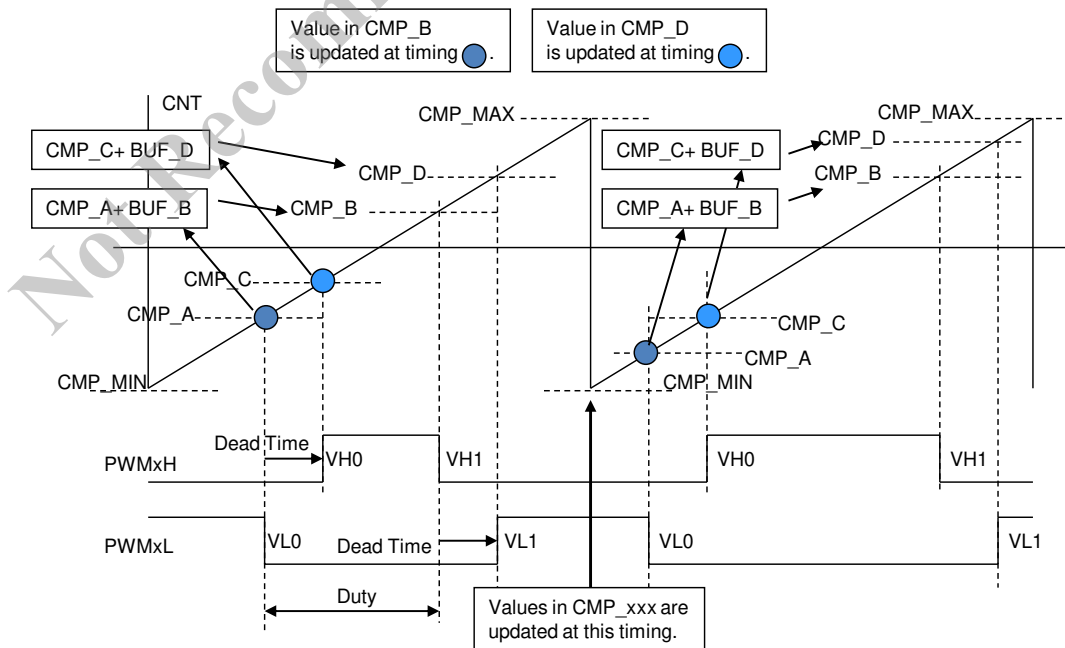 Value in CMP_B
is updated at timing .
Value in CMP_D
is updated at timing .
CNT
CMP_MAX
CMP_MAX
CMP_C+ BUF_D
CMP_D
CMP_C+ BUF_D
CMP_D
CMP_B
CMP_A+ BUF_B
CMP_B
CMP_A+ BUF_B
CMP_C
CMP_A
CMP_C
CMP_A
CMP_MIN
CMP_MIN
Dead Time
PWMxH
VH0
VH1
VH0
VH1
PWMxL
VL0
Dead Time
VL1
VL0
VL1
Duty
Values in CMP_xxx are
updated at this timing.
Not Recom